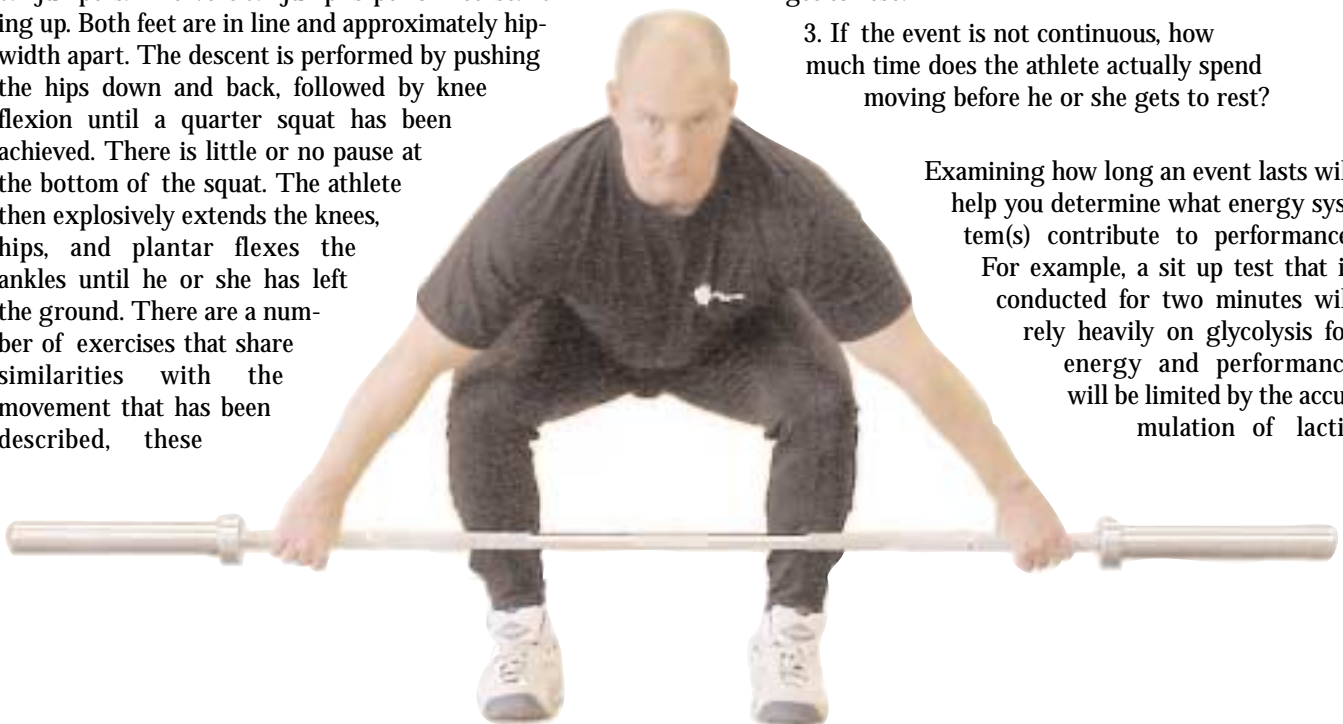 ing up. Both feet are in line and approximately hip-
width apart. The descent is performed by pushing
the hips down and back, followed by knee
flexion until a quarter squat has been
achieved. There is little or no pause at
the bottom of the squat. The athlete
then explosively extends the knees,
hips, and plantar flexes the
ankles until he or she has left
the ground. There are a num-
ber of exercises that share
similarities with the
movement that has been
described, these
3. If the event is not continuous, how
much time does the athlete actually spend
moving before he or she gets to rest?
Examining how long an event lasts wil
help you determine what energy sys
tem(s) contribute to performance
For example, a sit up test that i
conducted for two minutes wil
rely heavily on glycolysis fo
energy and performanc
will be limited by the accu
mulation of lacti